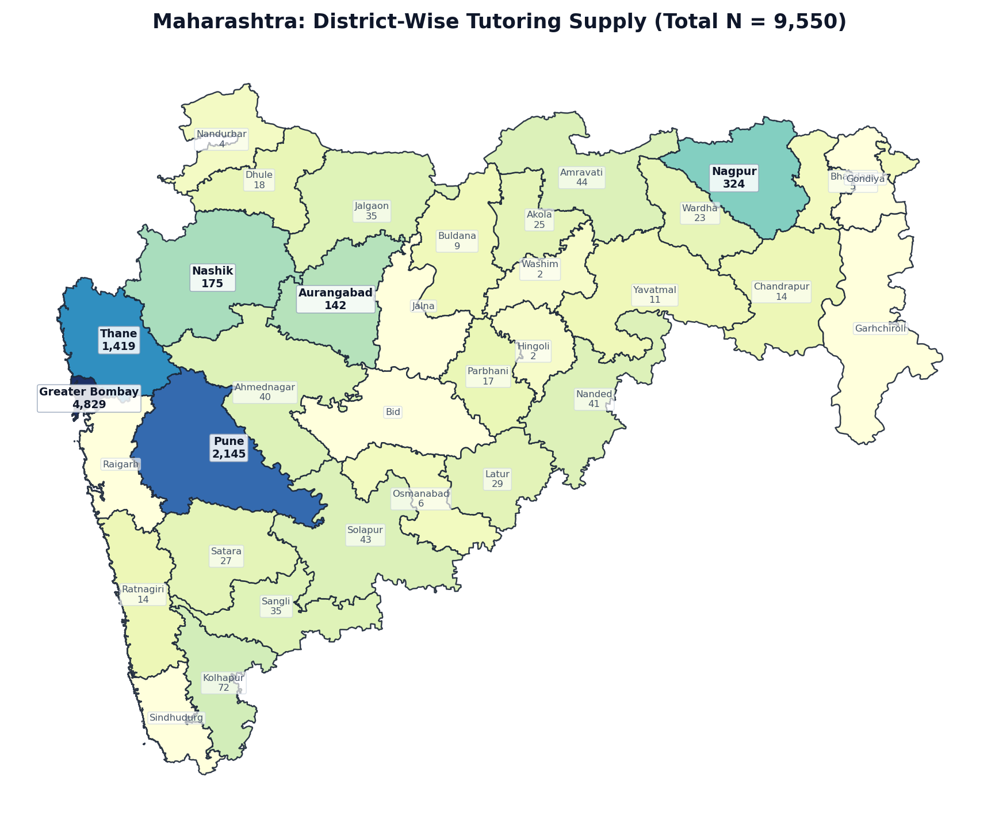 Maharashtra: District-Wise Tutoring Supply (Total N = 9,550)
Nandurbar
4
Dhule
18
Jalgaon
35
Amravati
44
Nagpur
324
Bhandara
5
Gondiya
Akola
25
Wardha
23
Buldana
9
Nashik
175
Washim
2
Aurangabad
142
Jalna
Yavatmal
11
Chandrapur
14
Garhchiroli
Thane
1,419
Hingoli
2
Parbhani
17
Greater Bombay
4,829
Ahmednagar
40
Nanded
41
Bid
Pune
2,145
Raigarh
Latur
29
Osmanabad
6
Solapur
43
Satara
27
Ratnagiri
14
Sangli
35
Kolhapur
72
Sindhudurg